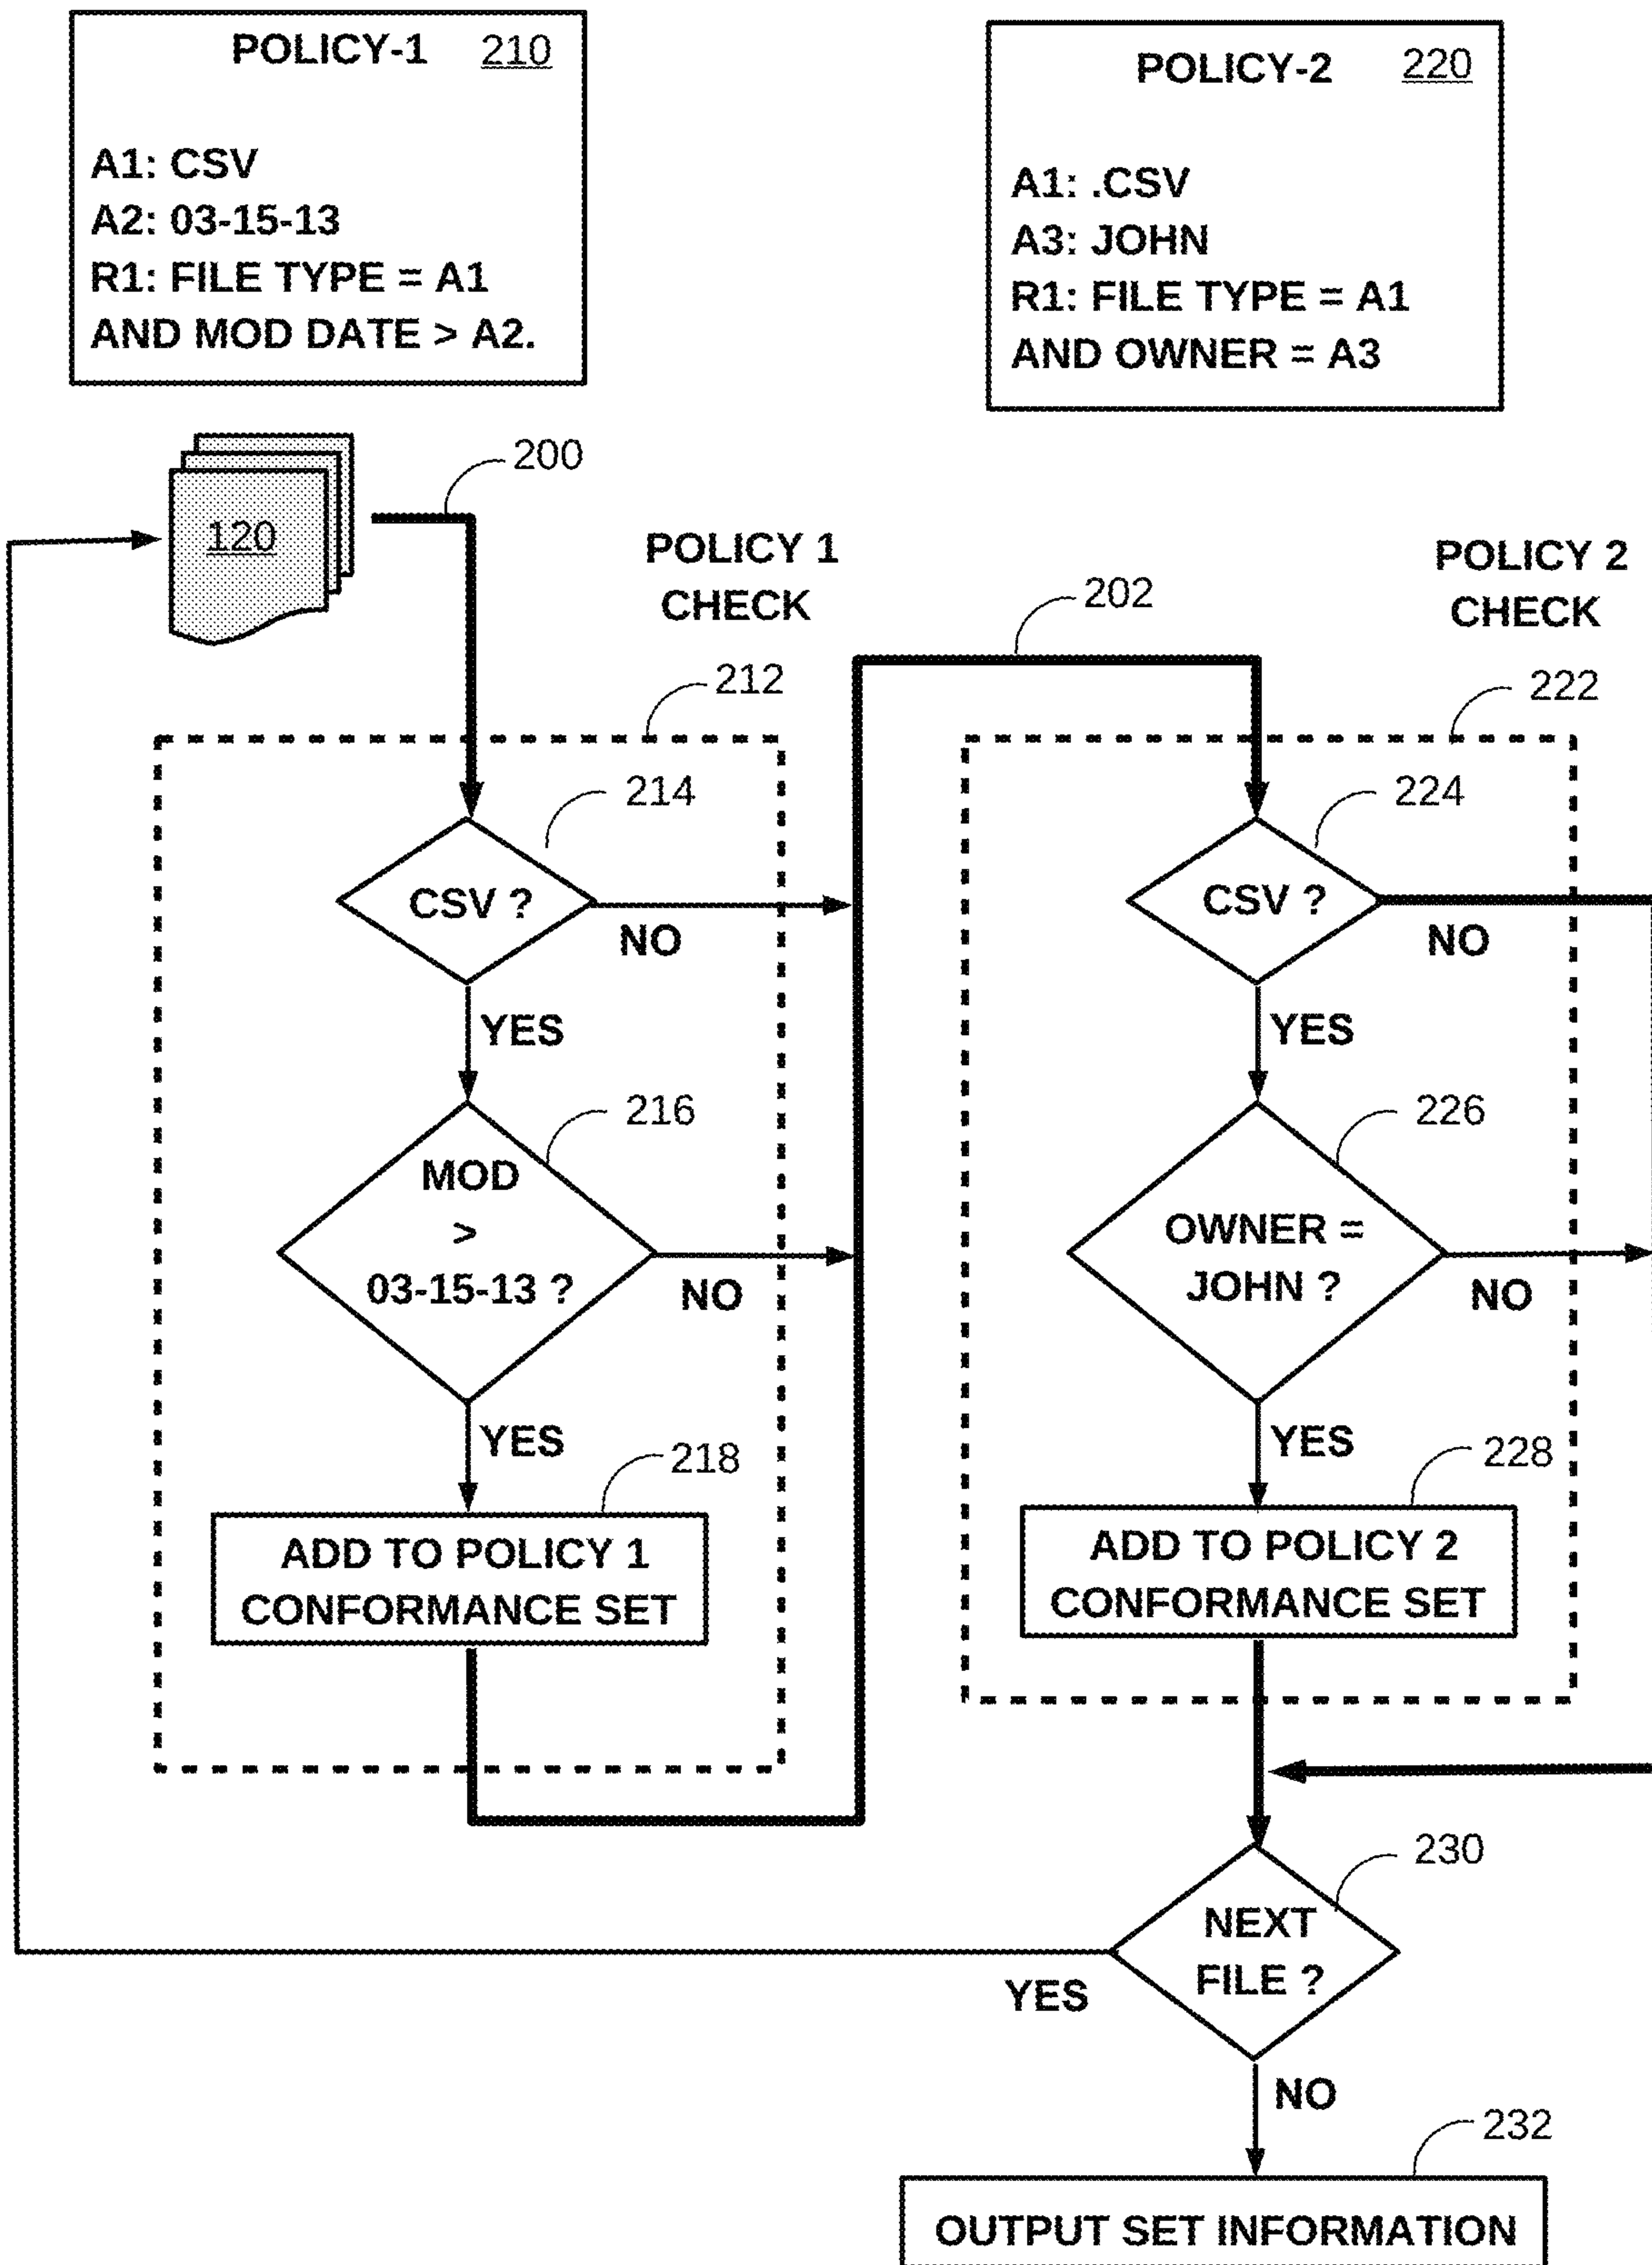 POLICY-1 210
A1: CSV
A2: 03-15-13
R1: FILE TYPE = A1
AND MOD DATE > A2.
POLICY-2 220
A1: .CSV
A3: JOHN
R1: FILE TYPE = A1
AND OWNER = A3
120
200
POLICY 1
CHECK
202
POLICY 2
CHECK
212
214
CSV ?
NO
YES
216
MOD
>
03-15-13 ?
NO
YES
218
ADD TO POLICY 1
CONFORMANCE SET
222
224
CSV ?
NO
YES
226
OWNER =
JOHN ?
NO
YES
228
ADD TO POLICY 2
CONFORMANCE SET
230
NEXT
FILE ?
YES
NO
232
OUTPUT SET INFORMATION